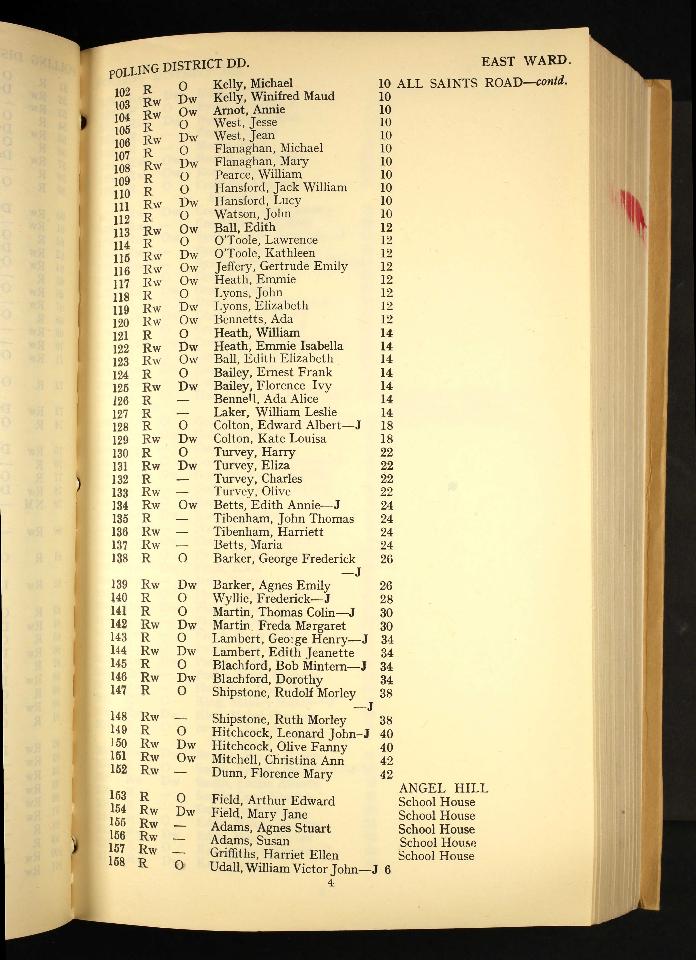 POLLING DISTRICT DD. EAST WARD.
102 R O Kelly, Michael 10 ALL SAINTS ROAD—contd.
103 Rw Dw Kelly, Winifred Maud 10
104 Rw Ow Arnot, Annie 10
105 R O West, Jesse 10
106 Rw Dw West, Jean 10
107 R O Flanaghan, Michael 10
108 Rw Dw Flanaghan, Mary 10
109 R O Pearce, William 10
110 R O Hansford, Jack William 10
111 Rw Dw Hansford, Lucy 10
112 R O Watson, John 10
113 Rw Ow Ball, Edith 12
114 R O O'Toole, Lawrence 12
115 Rw Dw O'Toole, Kathleen 12
116 Rw Ow Jeffery, Gertrude Emily 12
117 Rw Ow Heath, Emmie 12
118 R O Lyons, John 12
119 Rw Dw Lyons, Elizabeth 12
120 Rw Ow Bennetts, Ada 12
121 R O Heath, William 14
122 Rw Dw Heath, Emmie Isabella 14
123 Rw Ow Ball, Edith Elizabeth 14
124 R O Bailey, Ernest Frank 14
125 Rw Dw Bailey, Florence Ivy 14
126 R — Bennell, Ada Alice 14
127 R — Laker, William Leslie 14
128 R O Colton, Edward Albert—J 18
129 Rw Dw Colton, Kate Louisa 18
130 R O Turvey, Harry 22
131 Rw Dw Turvey, Eliza 22
132 R — Turvey, Charles 22
133 Rw — Turvey, Olive 22
134 Rw Ow Betts, Edith Annie—J 24
135 R — Tibenham, John Thomas 24
136 Rw — Tibenham, Harriett 24
137 Rw — Betts, Maria 24
138 R O Barker, George Frederick 26
—J
139 Rw Dw Barker, Agnes Emily 26
140 R O Wyllie, Frederick—J 28
141 R O Martin, Thomas Colin—J 30
142 Rw Dw Martin Freda Margaret 30
143 R O Lambert, George Henry—J 34
144 Rw Dw Lambert, Edith Jeanette 34
145 R O Blachford, Bob Mintern—J 34
146 Rw Dw Blachford, Dorothy 34
147 R O Shipstone, Rudolf Morley 38
—J
148 Rw — Shipstone, Ruth Morley 38
149 R O Hitchcock, Leonard John–J 40
150 Rw Dw Hitchcock, Olive Fanny 40
151 Rw Ow Mitchell, Christina Ann 42
152 Rw — Dunn, Florence Mary 42
ANGEL HILL
153 R O Field, Arthur Edward School House
154 Rw Dw Field, Mary Jane School House
155 Rw — Adams, Agnes Stuart School House
156 Rw — Adams, Susan School House
157 Rw — Griffiths, Harriet Ellen School House
158 R O Udall, William Victor John—J 6
4